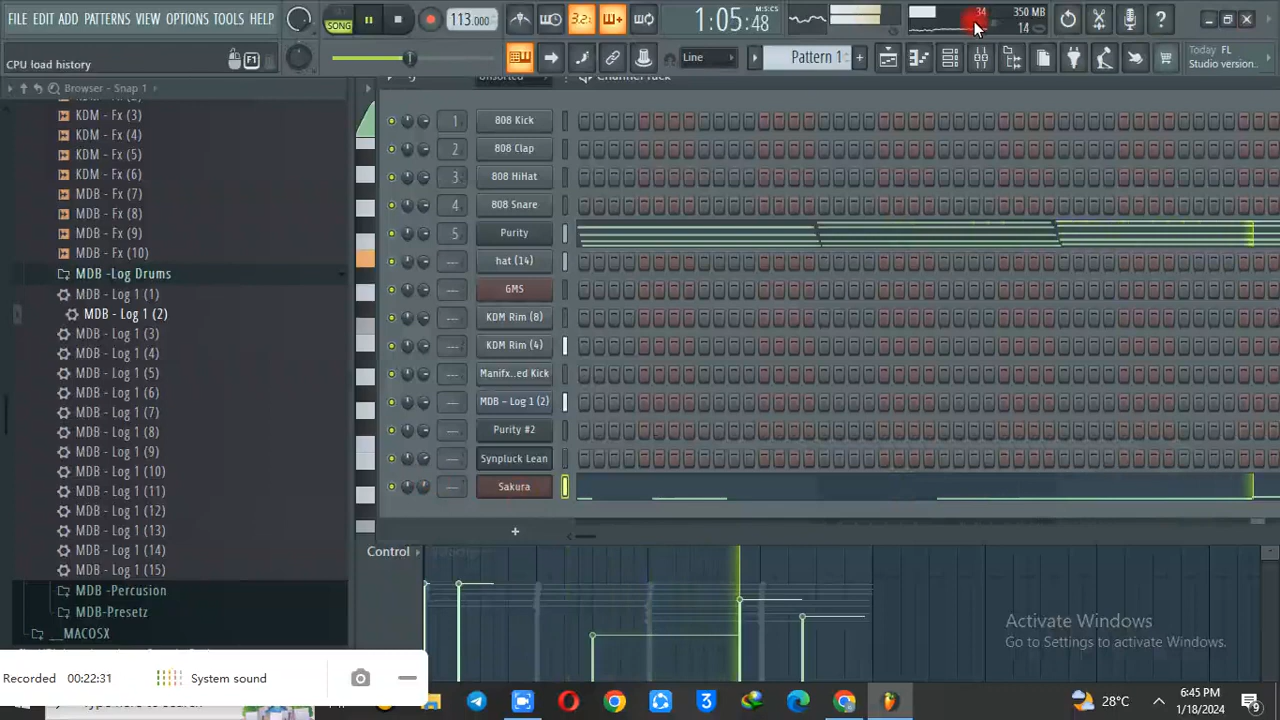 FILE EDIT ADD PATTERNS VIEW OPTIONS TOOLS HELP
SONG
113.000
3.2
1:05:48
M:S:CS
34
350 MB
14
CPU load history
F1
Line
Pattern 1
Today FL
Studio version..
Browser - Snap 1
Unsorted
Channel rack
KDM - Fx (3)
KDM - Fx (4)
KDM - Fx (5)
KDM - Fx (6)
MDB - Fx (7)
MDB - Fx (8)
MDB - Fx (9)
MDB - Fx (10)
MDB -Log Drums
MDB - Log 1 (1)
MDB - Log 1 (2)
MDB - Log 1 (3)
MDB - Log 1 (4)
MDB - Log 1 (5)
MDB - Log 1 (6)
MDB - Log 1 (7)
MDB - Log 1 (8)
MDB - Log 1 (9)
MDB - Log 1 (10)
MDB - Log 1 (11)
MDB - Log 1 (12)
MDB - Log 1 (13)
MDB - Log 1 (14)
MDB - Log 1 (15)
MDB -Percusion
MDB-Presetz
__MACOSX
1 808 Kick
2 808 Clap
3 808 HiHat
4 808 Snare
5 Purity
--- hat (14)
--- GMS
--- KDM Rim (8)
--- KDM Rim (4)
--- Manifx...ed Kick
--- MDB - Log 1 (2)
--- Purity #2
--- Synpluck Lean
--- Sakura
+
Control
Activate Windows
Go to Settings to activate Windows.
Recorded 00:22:31
System sound
28°C
1/18/2024